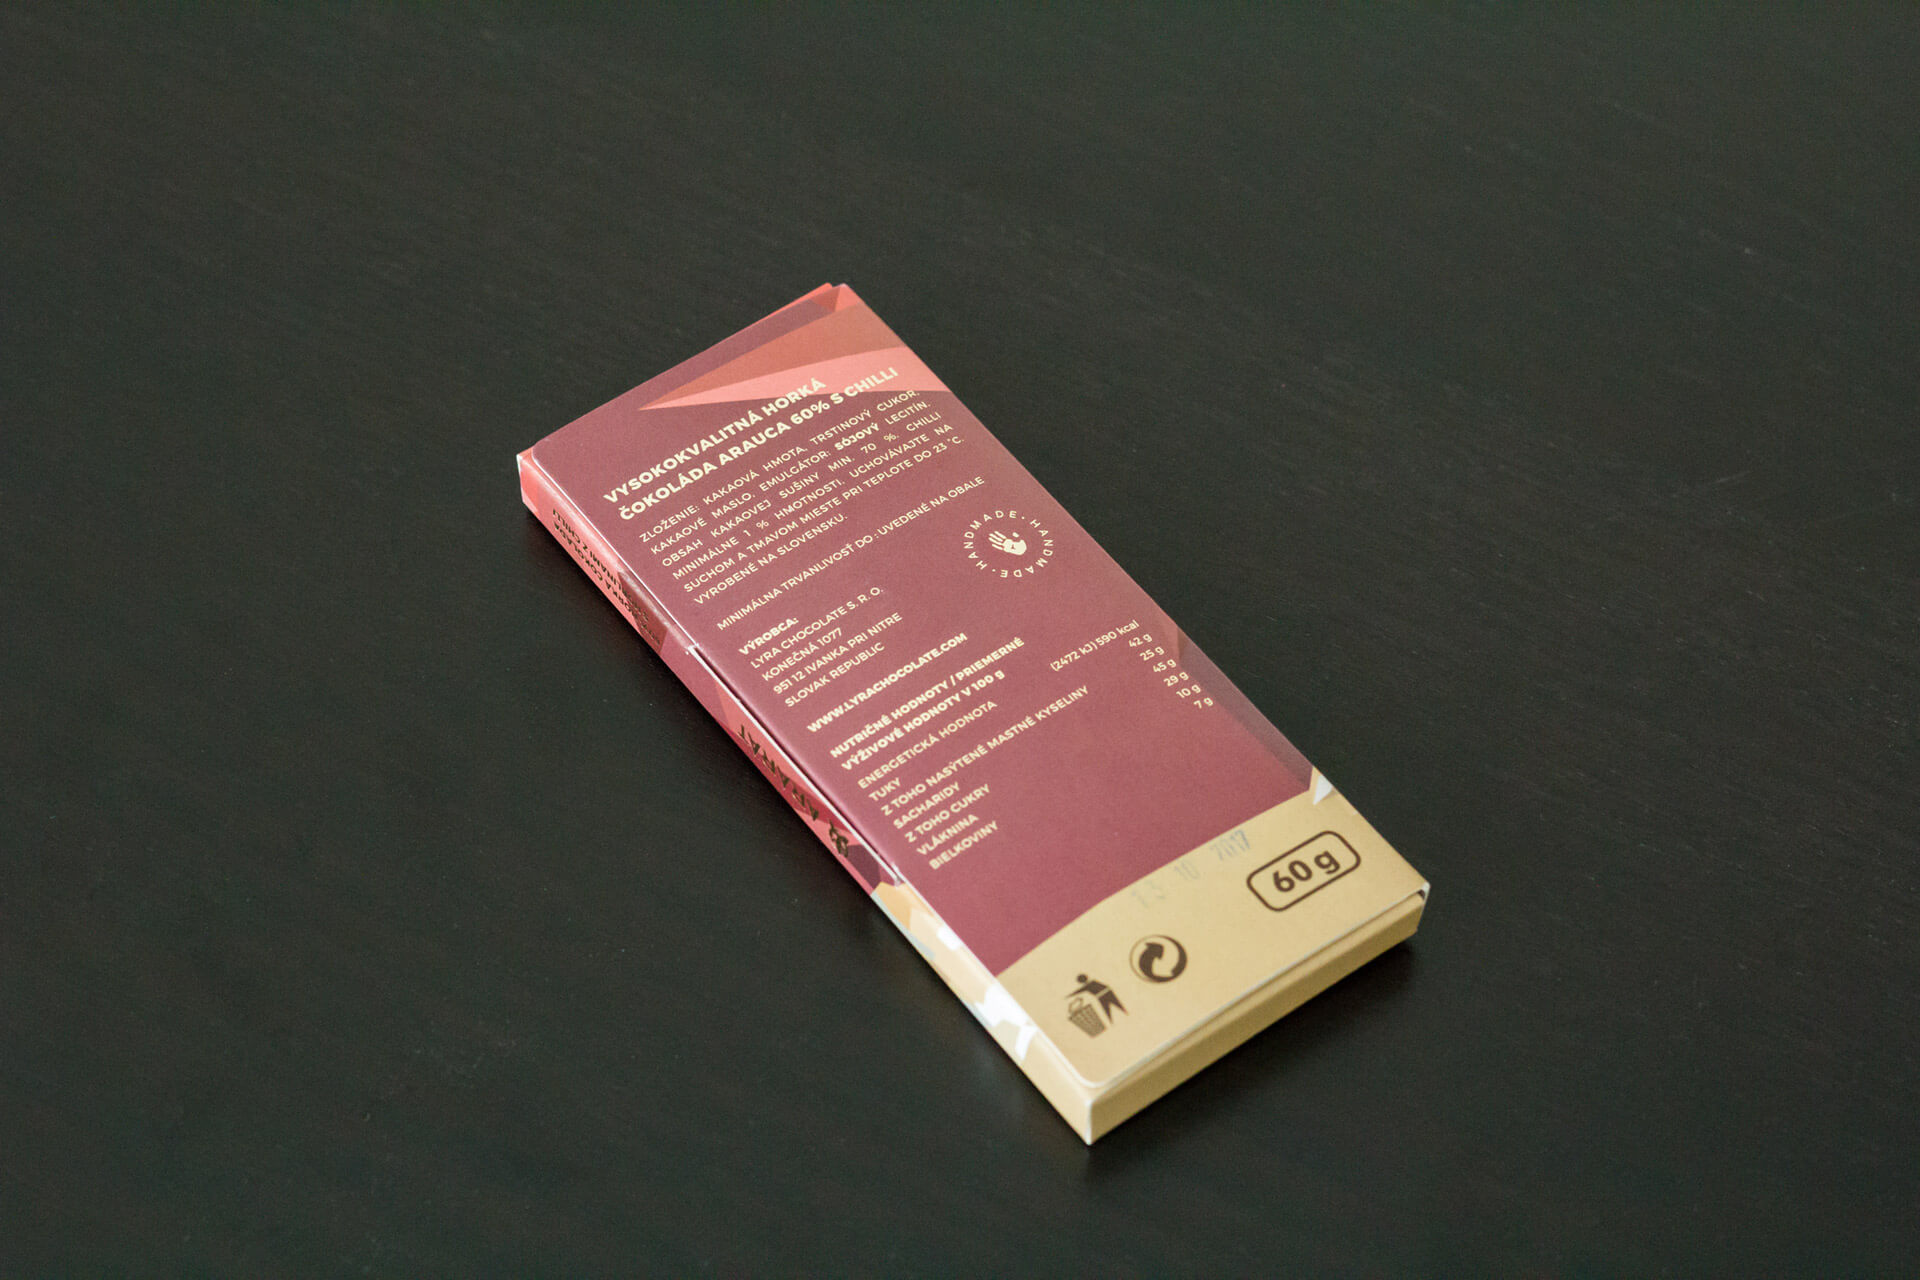 VYSOKOKVALITNÁ HORKÁ
ČOKOLÁDA ARAUCA 60% S CHILLI
ZLOŽENIE: KAKAOVÁ HMOTA, TRSTINOVÝ CUKOR,
KAKAOVÉ MASLO, EMULGÁTOR: SÓJOVÝ LECITÍN.
OBSAH KAKAOVEJ SUŠINY MIN. 70 %. CHILLI
MINIMÁLNE 1 % HMOTNOSTI. UCHOVÁVAJTE NA
SUCHOM A TMAVOM MIESTE PRI TEPLOTE DO 23 °C.
VYROBENÉ NA SLOVENSKU.
MINIMÁLNA TRVANLIVOSŤ DO : UVEDENÉ NA OBALE
HANDMADE · HANDMADE ·
VÝROBCA:
LYRA CHOCOLATE S. R. O.
KONEČNÁ 1077
951 12 IVANKA PRI NITRE
SLOVAK REPUBLIC
WWW.LYRACHOCOLATE.COM
NUTRIČNÉ HODNOTY / PRIEMERNÉ
VÝŽIVOVÉ HODNOTY V 100 g
ENERGETICKÁ HODNOTA (2472 kJ) 590 kcal
TUKY 42 g
Z TOHO NASÝTENÉ MASTNÉ KYSELINY 25 g
SACHARIDY 45 g
Z TOHO CUKRY 29 g
VLÁKNINA 10 g
BIELKOVINY 7 g
13 10 2017
60 g
ARARÁT